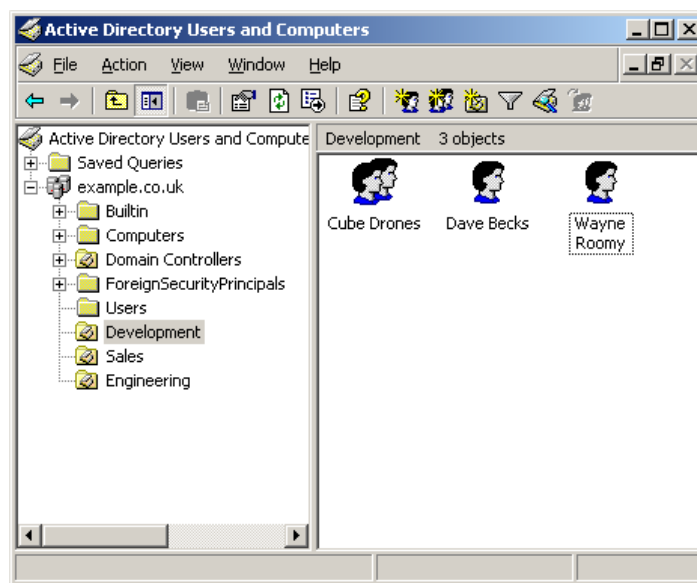 Active Directory Users and Computers
File Action View Window Help
Active Directory Users and Compute
Saved Queries
example.co.uk
Builtin
Computers
Domain Controllers
ForeignSecurityPrincipals
Users
Development
Sales
Engineering
Development 3 objects
Cube Drones
Dave Becks
Wayne
Roomy